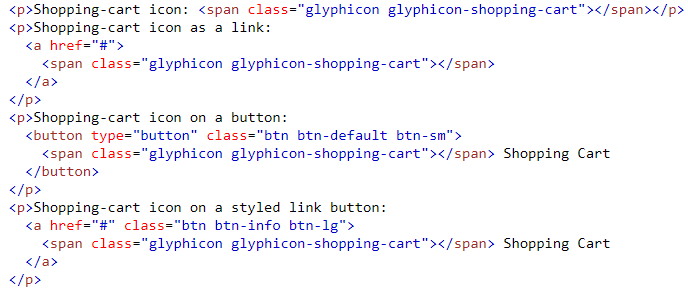 <p>Shopping-cart icon: <span class="glyphicon glyphicon-shopping-cart"></span></p>
<p>Shopping-cart icon as a link:
  <a href="#">
    <span class="glyphicon glyphicon-shopping-cart"></span>
  </a>
</p>
<p>Shopping-cart icon on a button:
  <button type="button" class="btn btn-default btn-sm">
    <span class="glyphicon glyphicon-shopping-cart"></span> Shopping Cart
  </button>
</p>
<p>Shopping-cart icon on a styled link button:
  <a href="#" class="btn btn-info btn-lg">
    <span class="glyphicon glyphicon-shopping-cart"></span> Shopping Cart
  </a>
</p>